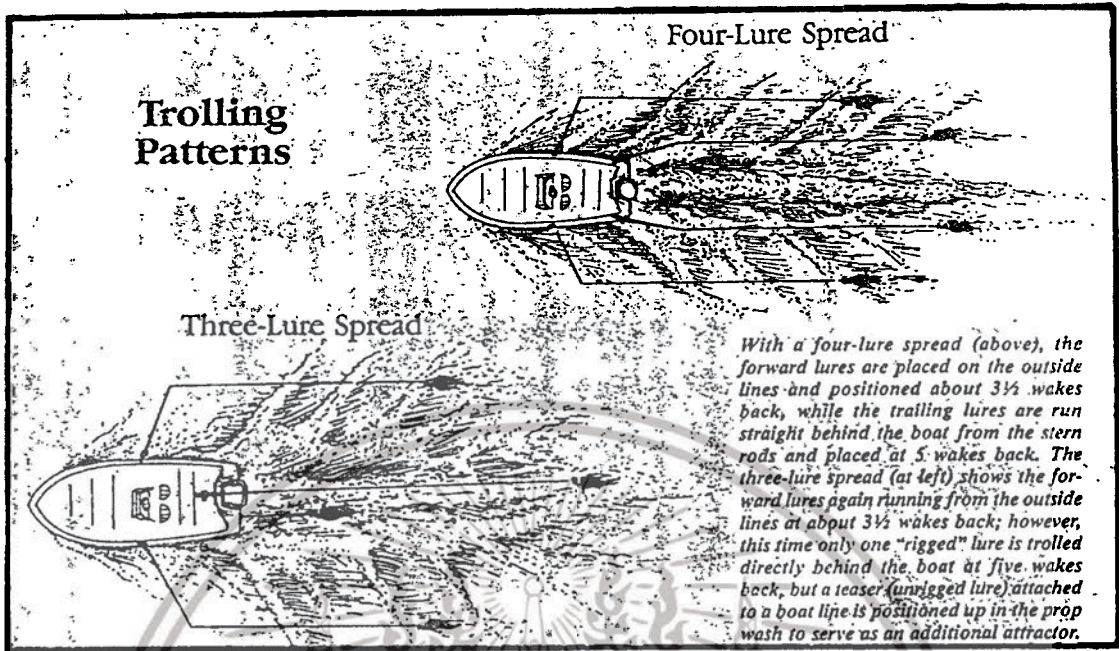 Four-Lure Spread
Trolling
Patterns
Three-Lure Spread
With a four-lure spread (above), the
forward lures are placed on the outside
lines and positioned about 3½ wakes
back, while the trailing lures are run
straight behind the boat from the stern
rods and placed at 5 wakes back. The
three-lure spread (at left) shows the for-
ward lures again running from the outside
lines at about 3½ wakes back; however,
this time only one "rigged" lure is trolled
directly behind the boat at five wakes
back, but a teaser (unrigged lure) attached
to a boat line is positioned up in the prop
wash to serve as an additional attractor.